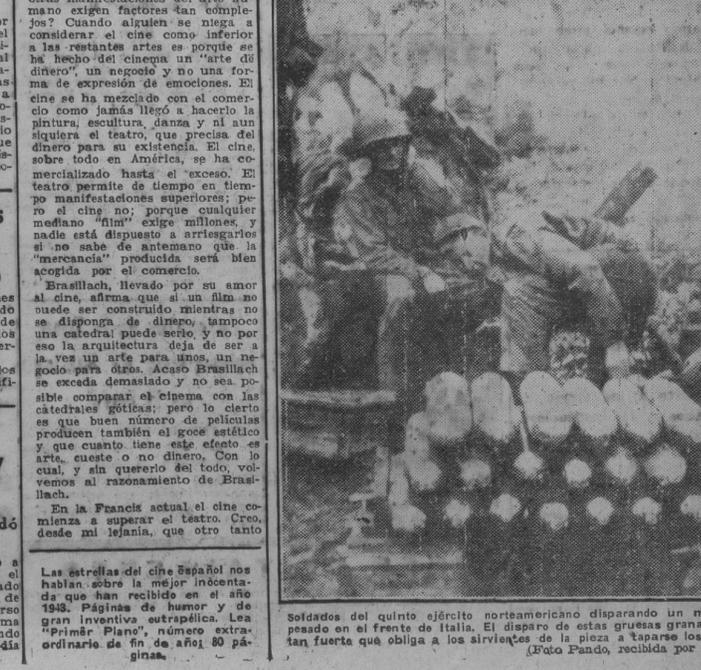 mano exigen factores tan comple-
jos? Cuando alguien se niega a
considerar el cine como inferior
a las restantes artes es porque se
ha hecho del cinema un "arte de
dinero", un negocio y no una for-
ma de expresión de emociones. El
cine se ha mezclado con el comer-
cio como jamás llegó a hacerlo la
pintura, escultura, danza y ni aun
siquiera el teatro, que precisa del
dinero para su existencia. El cine,
sobre todo en América, se ha co-
mercializado hasta el exceso. El
teatro permite de tiempo en tiem-
po manifestaciones superiores; pe-
ro el cine no; porque cualquier
mediano "film" exige millones, y
nadie está dispuesto a arriesgarlos
si no sabe de antemano que la
"mercancía" producida será bien
acogida por el comercio.
Brasillach, llevado por su amor
al cine, afirma que si un film no
puede ser construido mientras no
se disponga de dinero, tampoco
una catedral puede serlo, y no por
eso la arquitectura deja de ser a
la vez un arte para unos, un ne-
gocio para otros. Acaso Brasillach
se exceda demasiado y no sea po-
sible comparar el cinema con las
catedrales góticas; pero lo cierto
es que buen número de películas
producen también el goce estético
y que cuanto tiene este efecto es
arte, cueste o no dinero. Con lo
cual, y sin quererlo del todo, vol-
vemos al razonamiento de Brasi-
llach.
En la Francia actual el cine co-
mienza a superar el teatro. Creo,
desde mi lejanía, que otro tanto
Las estrellas del cine español nos
hablan sobre la mejor inocenta-
da que han recibido en el año
1943. Páginas de humor y de
gran inventiva eutrapélica. Lea
"Primer Plano", número extra-
ordinario de fin de año; 80 pá-
ginas.
Soldados del quinto ejército norteamericano disparando un m
pesado en el frente de Italia. El disparo de estas gruesas grana
tan fuerte que obliga a los sirvientes de la pieza a taparse los
(Foto Pando, recibida por